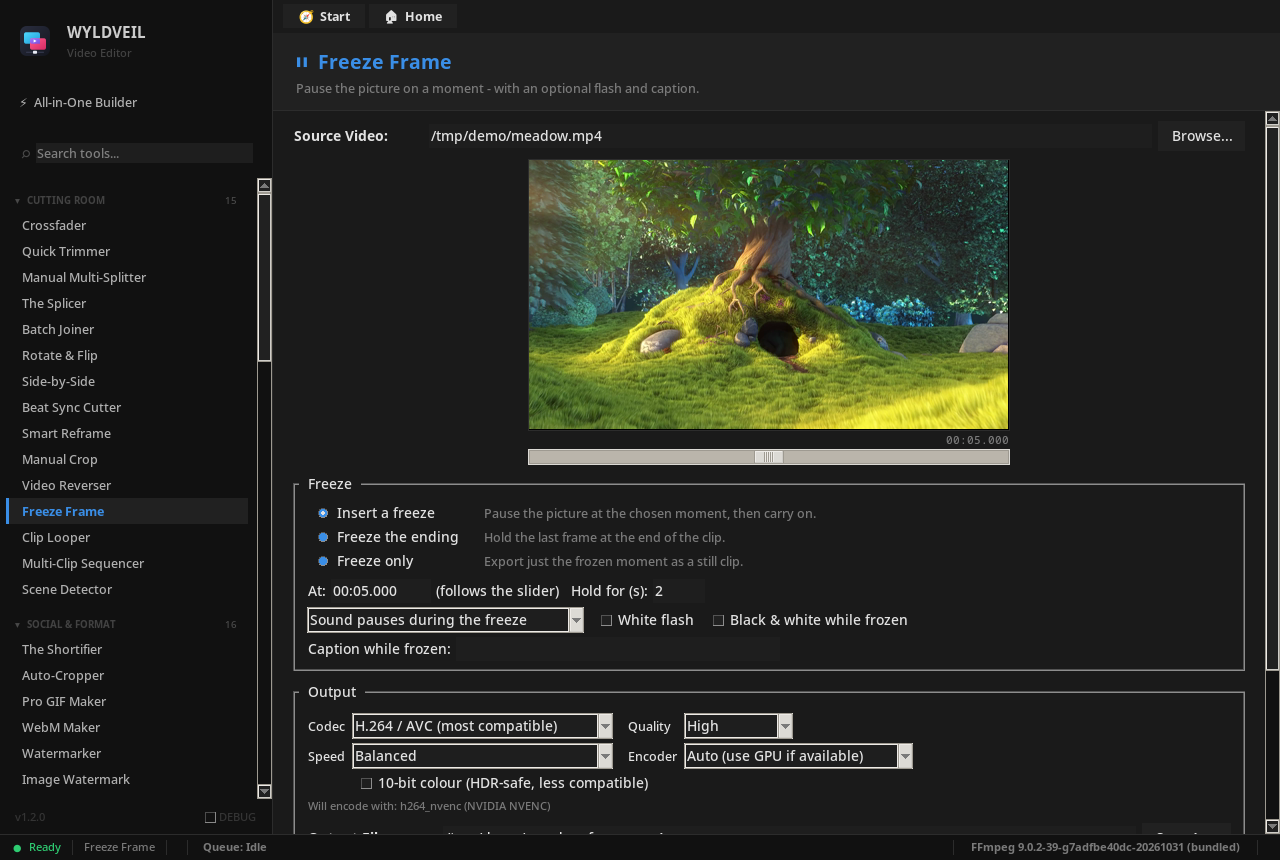 WYLDVEIL
Video Editor
All-in-One Builder
Search tools...
CUTTING ROOM 15
Crossfader
Quick Trimmer
Manual Multi-Splitter
The Splicer
Batch Joiner
Rotate & Flip
Side-by-Side
Beat Sync Cutter
Smart Reframe
Manual Crop
Video Reverser
Freeze Frame
Clip Looper
Multi-Clip Sequencer
Scene Detector
SOCIAL & FORMAT 16
The Shortifier
Auto-Cropper
Pro GIF Maker
WebM Maker
Watermarker
Image Watermark
v1.2.0 DEBUG
Start Home
Freeze Frame
Pause the picture on a moment - with an optional flash and caption.
Source Video: /tmp/demo/meadow.mp4 Browse...
00:05.000
Freeze
Insert a freeze Pause the picture at the chosen moment, then carry on.
Freeze the ending Hold the last frame at the end of the clip.
Freeze only Export just the frozen moment as a still clip.
At: 00:05.000 (follows the slider) Hold for (s): 2
Sound pauses during the freeze White flash Black & white while frozen
Caption while frozen:
Output
Codec H.264 / AVC (most compatible) Quality High
Speed Balanced Encoder Auto (use GPU if available)
10-bit colour (HDR-safe, less compatible)
Will encode with: h264_nvenc (NVIDIA NVENC)
Ready Freeze Frame Queue: Idle FFmpeg 9.0.2-39-g7adfbe40dc-20261031 (bundled)